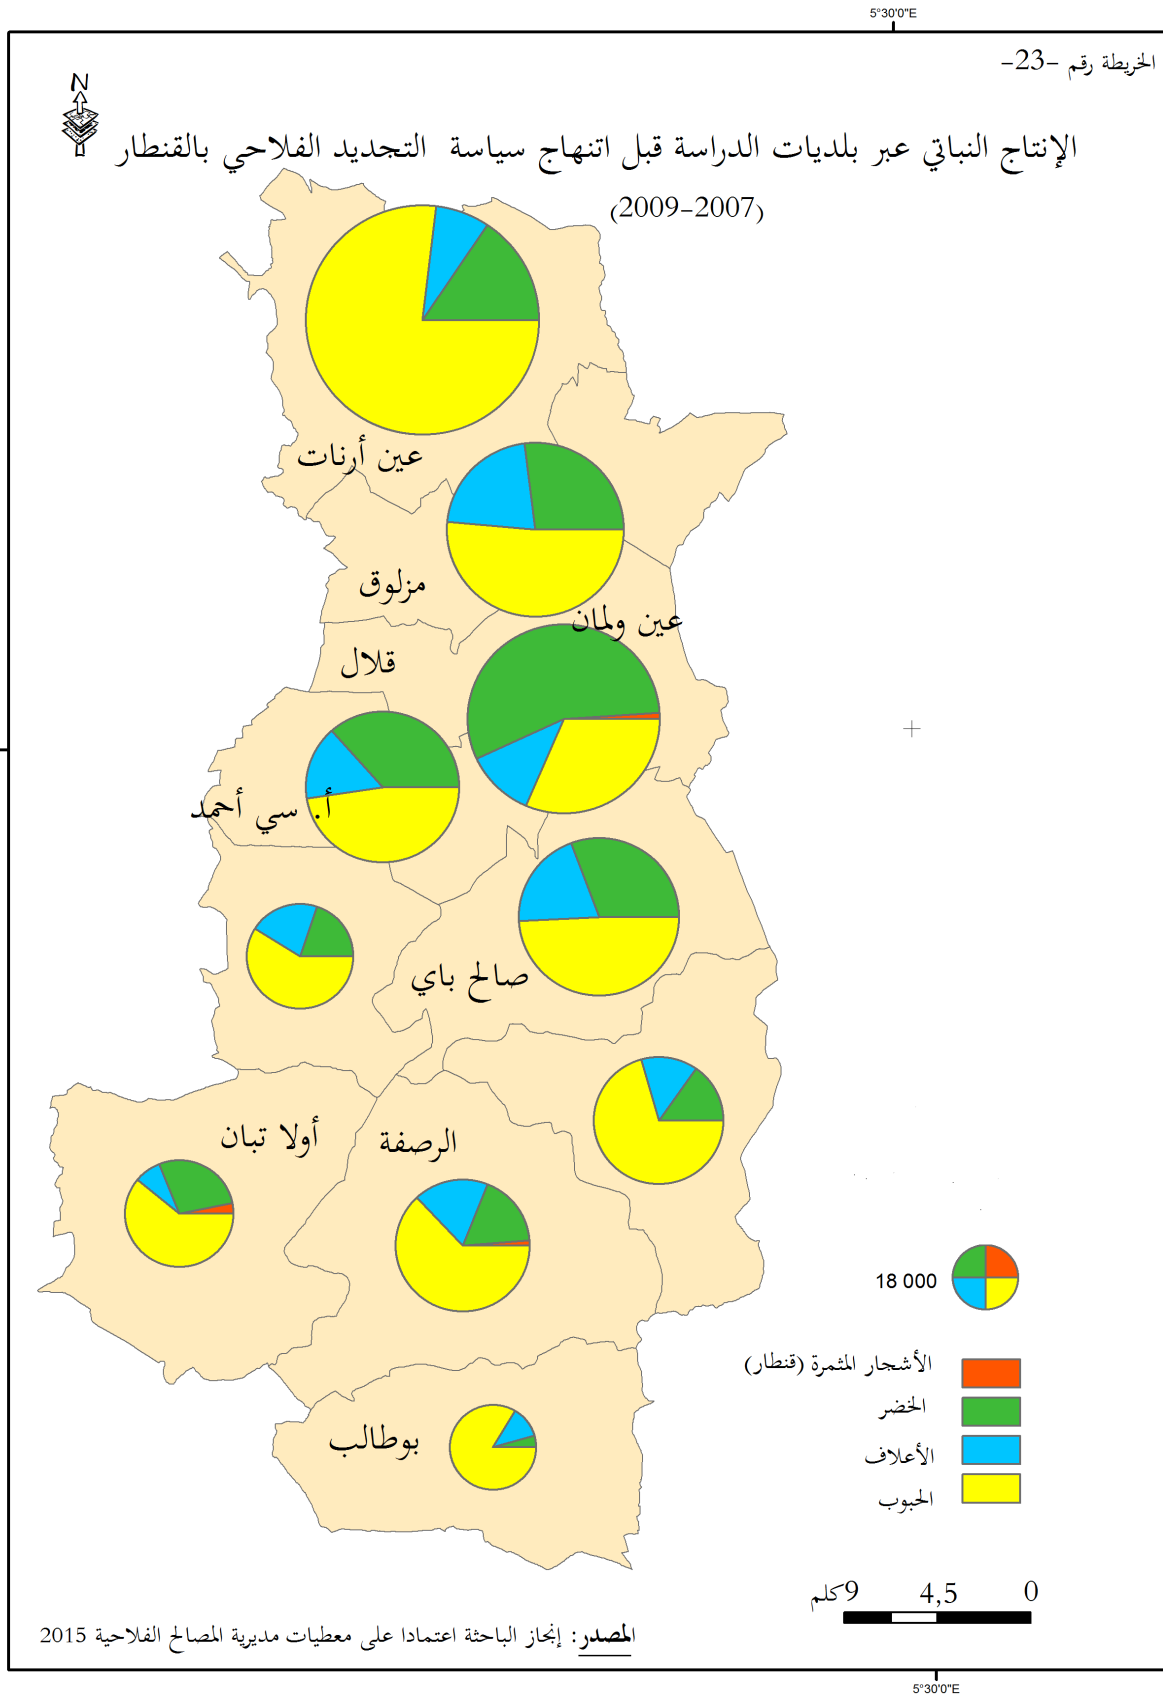 5°30'0"E
الخريطة رقم -23-
N
الإنتاج النباتي عبر بلديات الدراسة قبل اتنهاج سياسة التجديد الفلاحي بالقنطار
(2007-2009)
عين أرنات
مزلوق
عين ولمان
قلال
أ. سي أحمد
صالح باي
أولا تبان
الرصفة
بوطالب
18 000
الأشجار المثمرة (قنطار)
الخضر
الأعلاف
الحبوب
0 4,5 9كلم
المصدر: إنجاز الباحثة اعتمادا على معطيات مديرية المصالح الفلاحية 2015
5°30'0"E